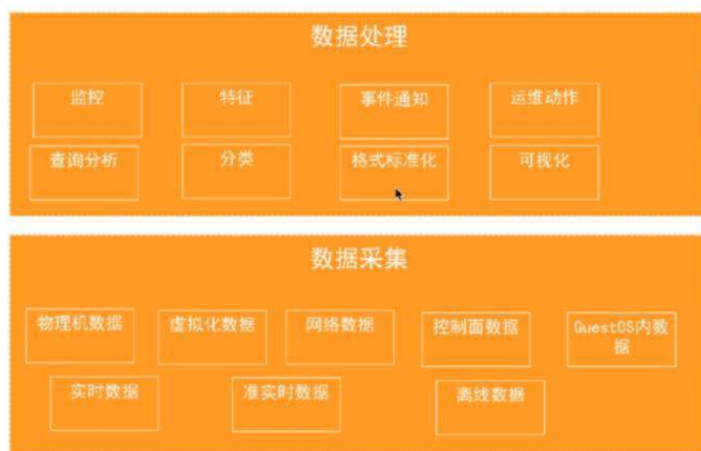 数据处理
监控
特征
事件通知
运维动作
查询分析
分类
格式标准化
可视化
数据采集
物理机数据
虚拟化数据
网络数据
控制面数据
GuestOS内数
据
实时数据
准实时数据
离线数据